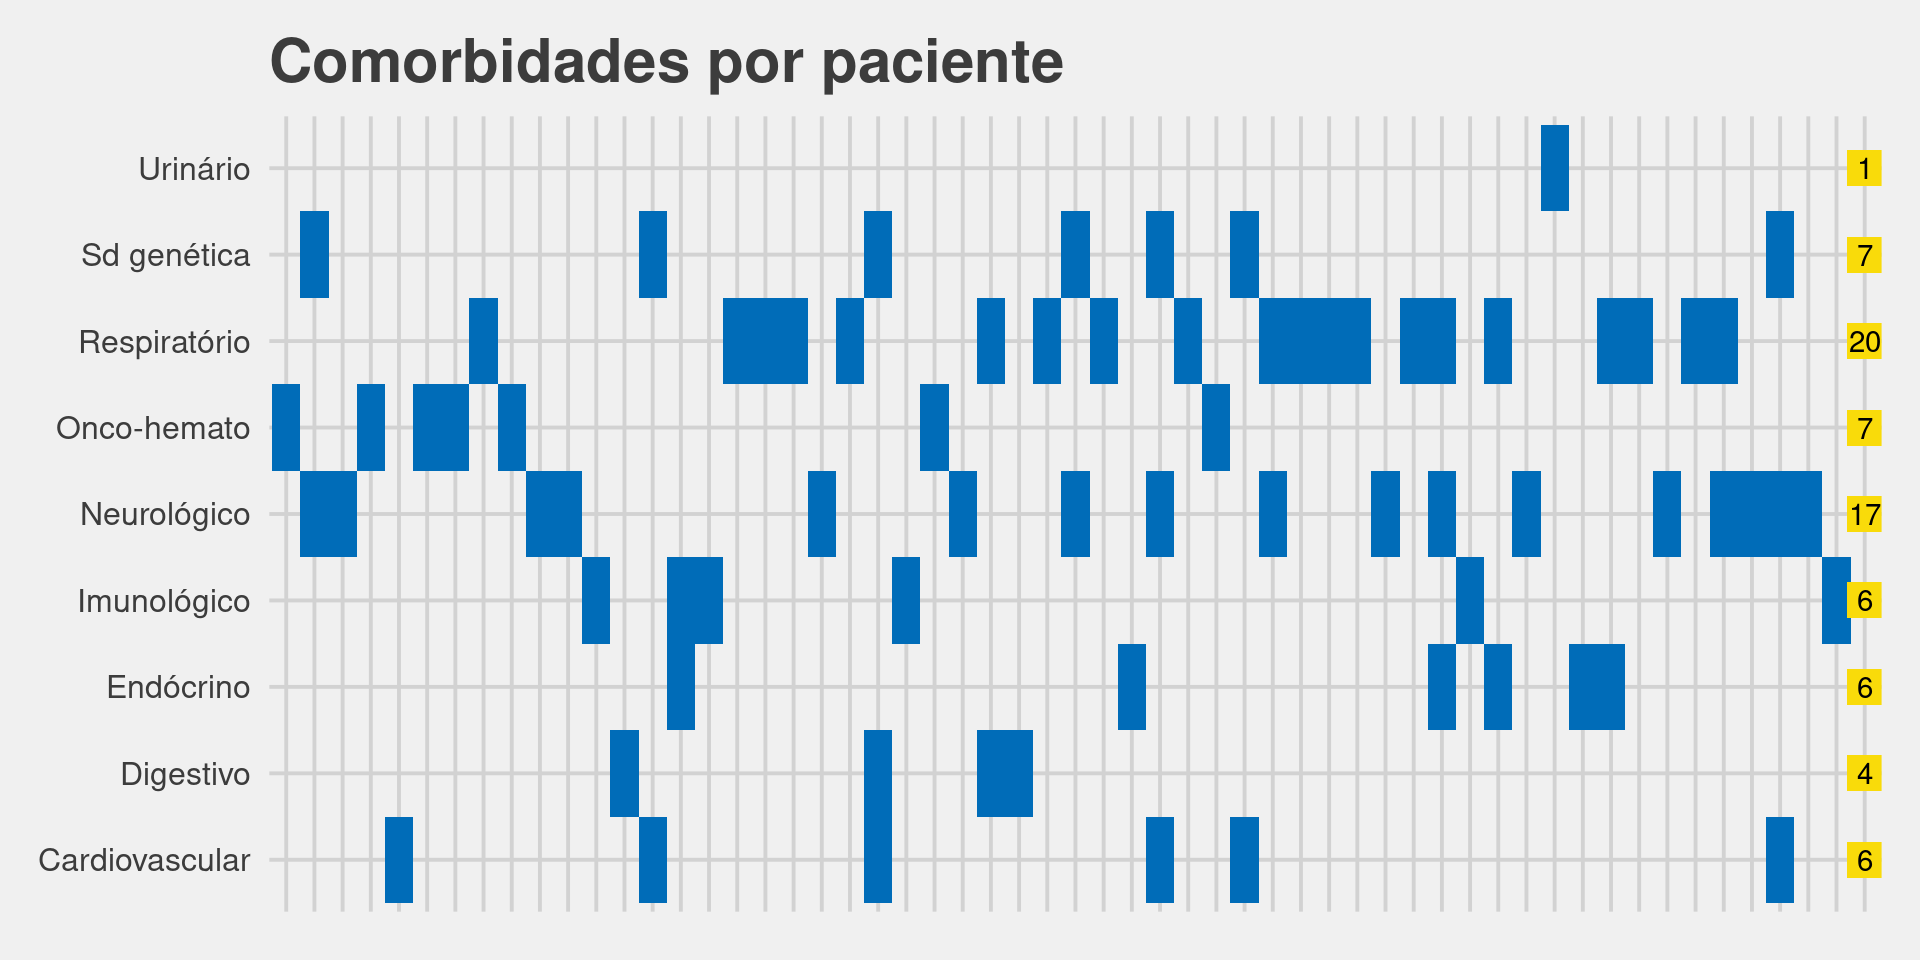 Comorbidades por paciente
Urinário 1
Sd genética 7
Respiratório 20
Onco-hemato 7
Neurológico 17
Imunológico 6
Endócrino 6
Digestivo 4
Cardiovascular 6